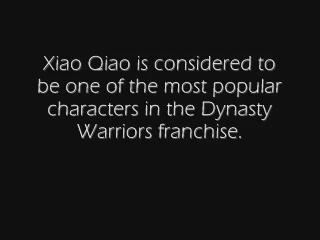 Xiao Qiao is considered to
be one of the most popular
characters in the Dynasty
Warriors franchise.